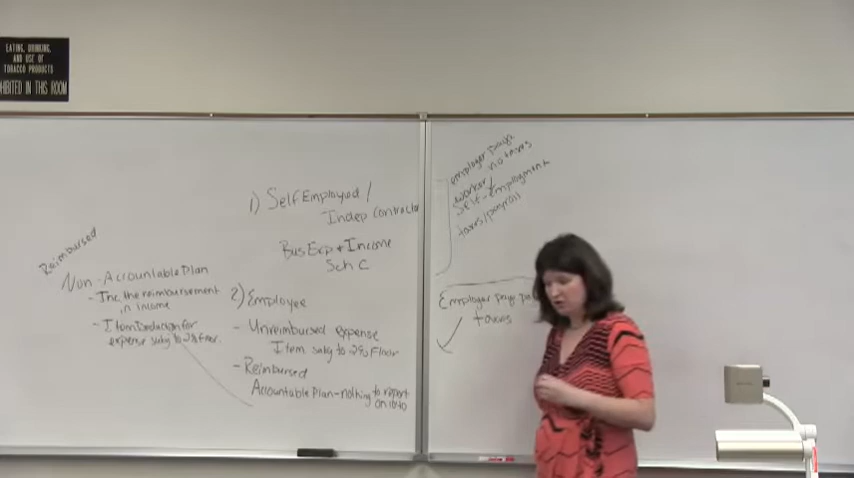 EATING, DRINKING,
AND USE OF
TOBACCO PRODUCTS
HIBITED IN THIS ROOM
1) Self Employed /
Indep Contractor
Bus Exp + Income
Sch C
employer pays
no taxes
worker /
Self-employment
taxes/payroll
Reimbursed
Non-Accountable Plan
- Inc the reimbursement
in income
- Item deduction for
expense subj to 2% floor.
2) Employee
- Unreimbursed expense
Item subj to 2% Floor
- Reimbursed
Accountable Plan - nothing to report
on 1040
Employer pays
taxes